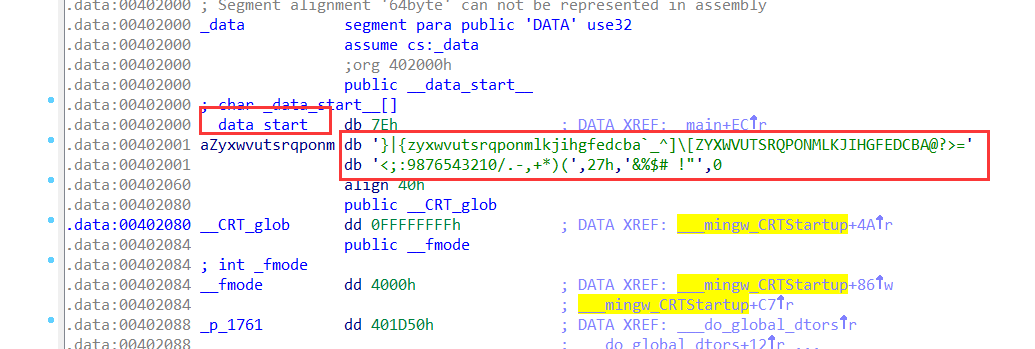 .data:00402000 ; Segment alignment '64byte' can not be represented in assembly
.data:00402000 _data segment para public 'DATA' use32
.data:00402000 assume cs:_data
.data:00402000 ;org 402000h
.data:00402000 public __data_start__
.data:00402000 ; char _data_start__[]
.data:00402000 __data_start__ db 7Eh ; DATA XREF: _main+EC↑r
.data:00402001 aZyxwvutsrqponm db '}|{zyxwvutsrqponmlkjihgfedcba`_^]\[ZYXWVUTSRQPONMLKJIHGFEDCBA@?>='
.data:00402001 db '<;:9876543210/.-,+*)(',27h,'&%$# !"',0
.data:00402060 align 40h
.data:00402080 public __CRT_glob
.data:00402080 __CRT_glob dd 0FFFFFFFFh ; DATA XREF: ___mingw_CRTStartup+4A↑r
.data:00402084 public __fmode
.data:00402084 ; int _fmode
.data:00402084 __fmode dd 4000h ; DATA XREF: ___mingw_CRTStartup+86↑w
.data:00402084 ; ___mingw_CRTStartup+C7↑r
.data:00402088 _p_1761 dd 401D50h ; DATA XREF: ___do_global_dtors↑r
.data:00402088 ; ___do_global_dtors+12↑r ...